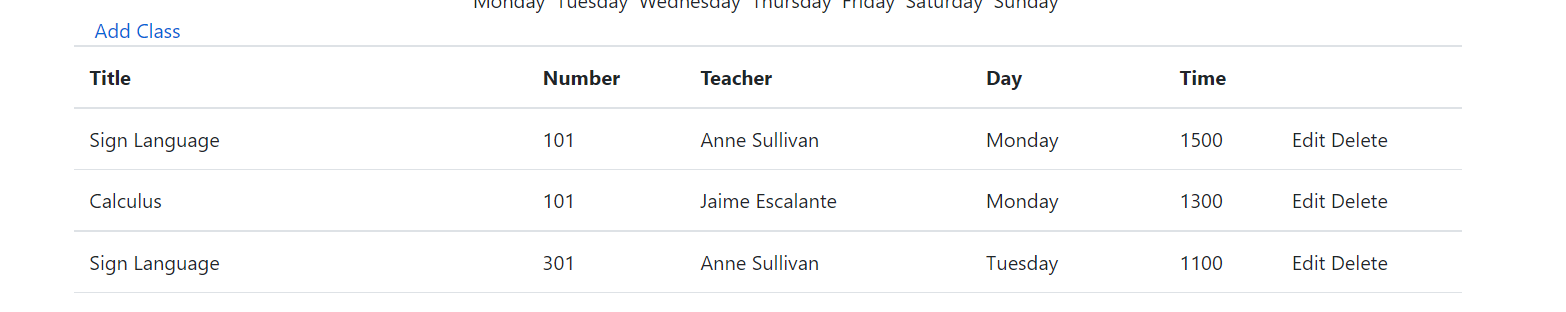 Monday Tuesday Wednesday Thursday Friday Saturday Sunday
Add Class
Title Number Teacher Day Time
Sign Language 101 Anne Sullivan Monday 1500 Edit Delete
Calculus 101 Jaime Escalante Monday 1300 Edit Delete
Sign Language 301 Anne Sullivan Tuesday 1100 Edit Delete